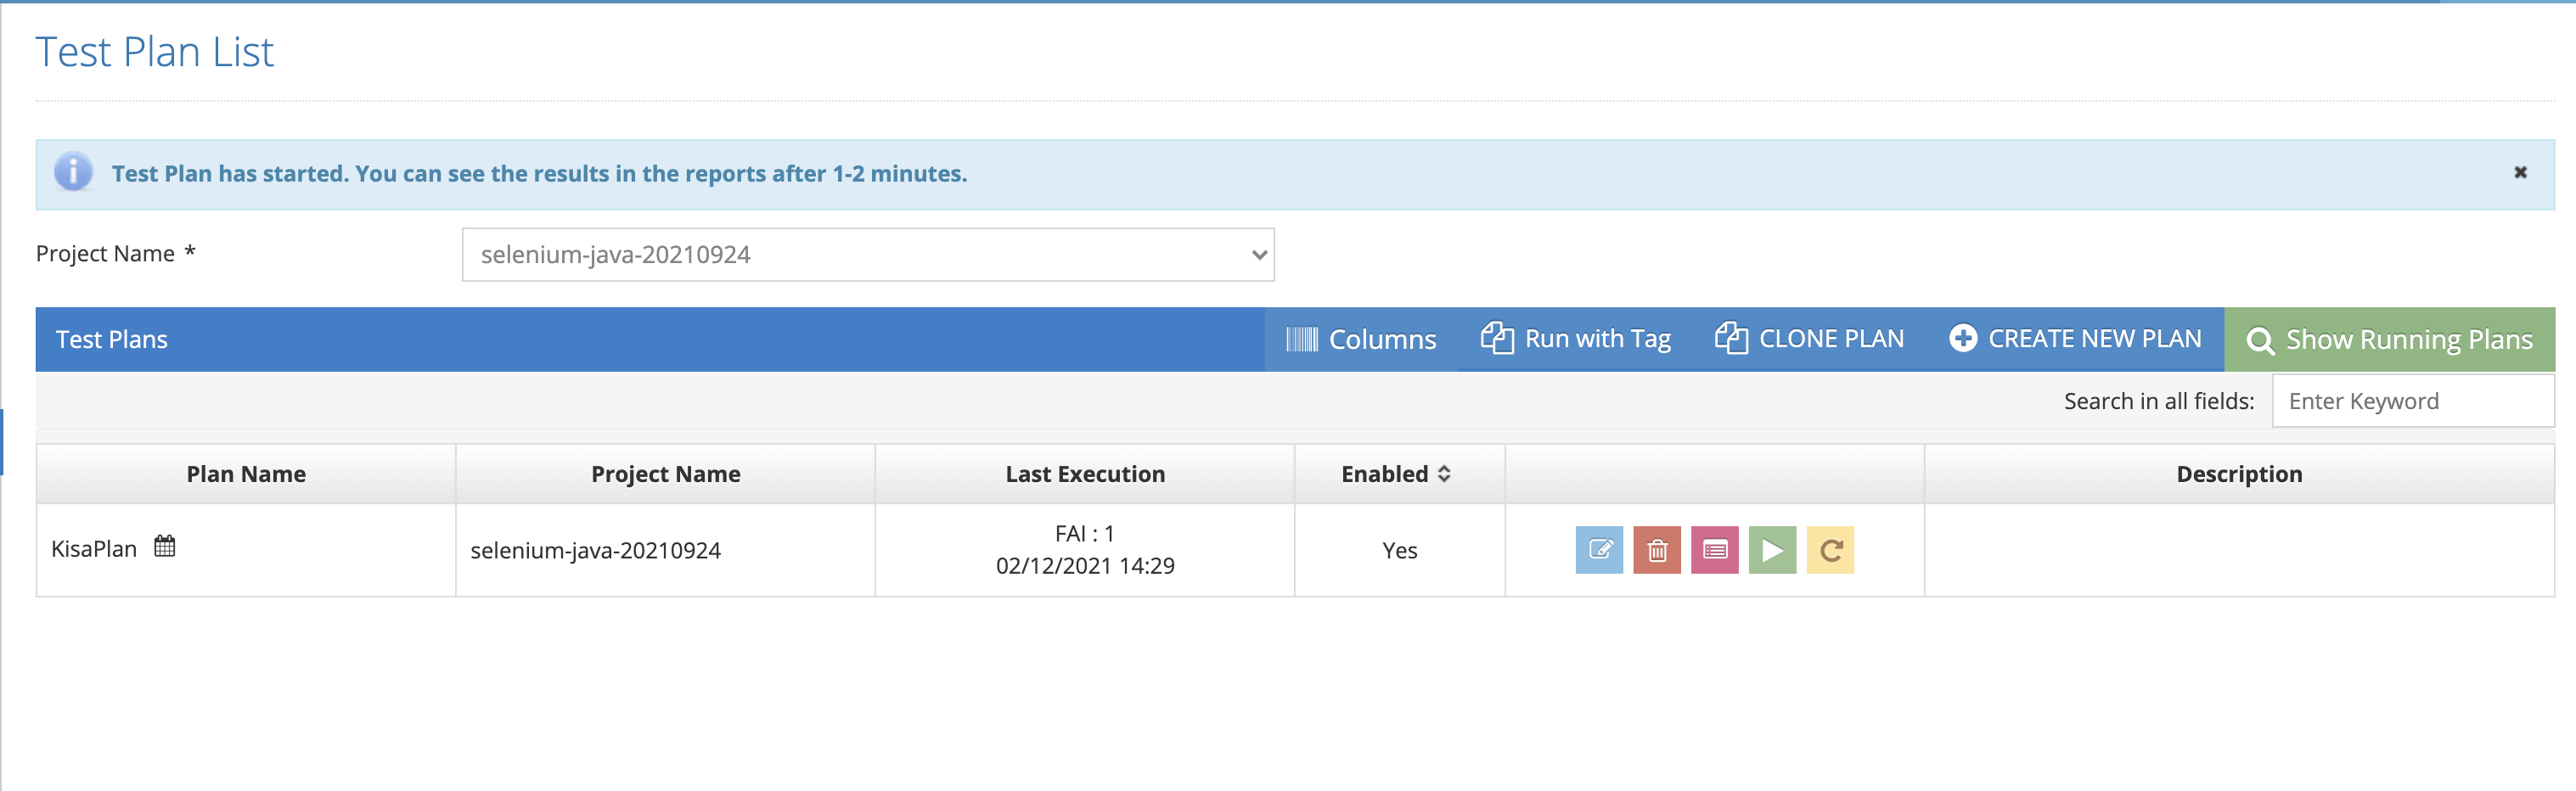 Test Plan List
Test Plan has started. You can see the results in the reports after 1-2 minutes.
Project Name *
selenium-java-20210924
Test Plans
Columns
Run with Tag
CLONE PLAN
CREATE NEW PLAN
Show Running Plans
Search in all fields:
Enter Keyword
Plan Name
Project Name
Last Execution
Enabled
Description
KisaPlan
selenium-java-20210924
FAI : 1
02/12/2021 14:29
Yes